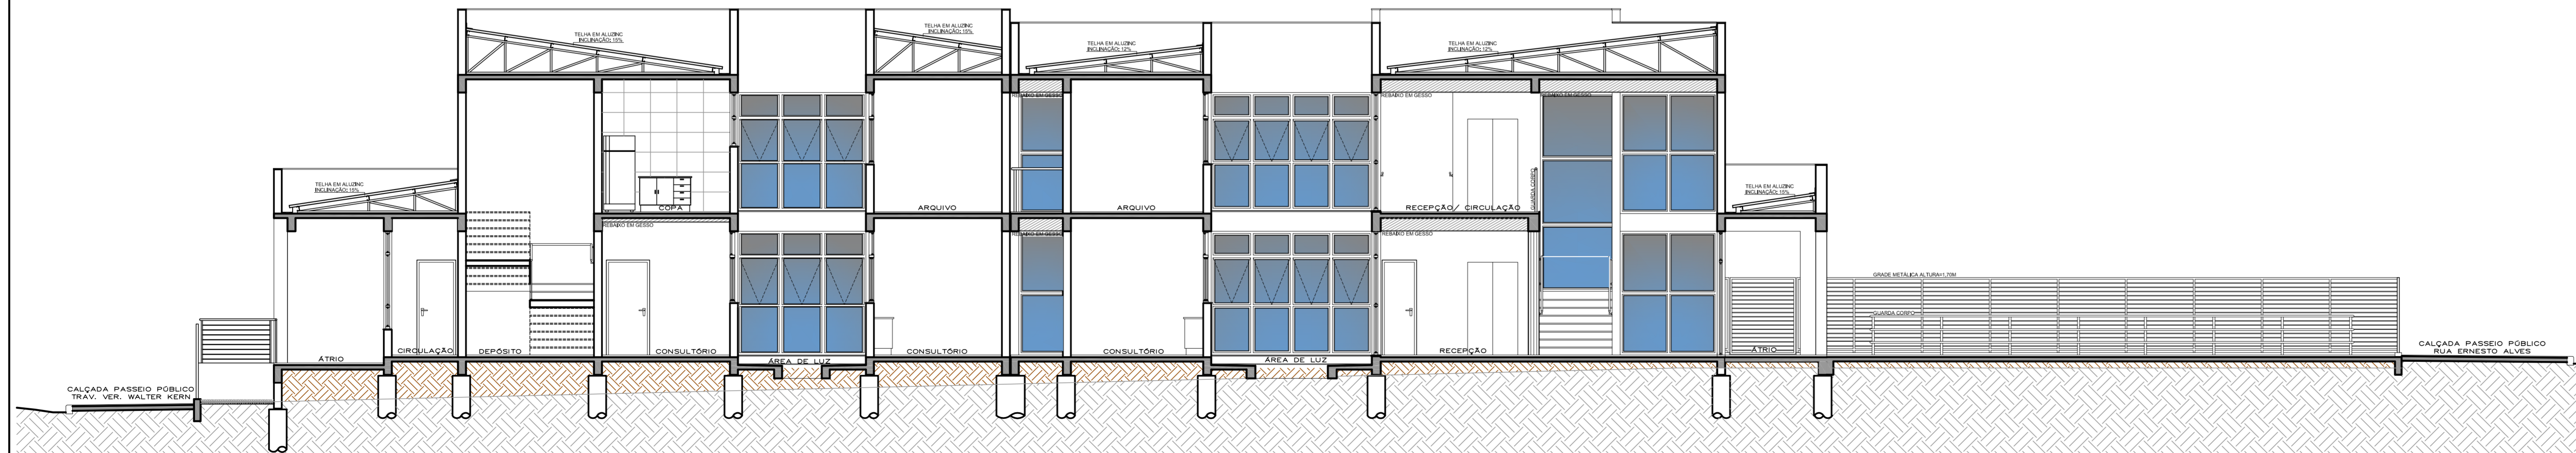 TELHA EM ALUZINC
INCLINAÇÃO: 15%
TELHA EM ALUZINC
INCLINAÇÃO: 15%
TELHA EM ALUZINC
INCLINAÇÃO: 12%
TELHA EM ALUZINC
INCLINAÇÃO: 12%
REBAIXO EM GESSO
REBAIXO EM GESSO
REBAIXO EM GESSO
TELHA EM ALUZINC
INCLINAÇÃO: 15%
TELHA EM ALUZINC
INCLINAÇÃO: 15%
GUARDA CORPO
COPA
ARQUIVO
ARQUIVO
RECEPÇÃO/ CIRCULAÇÃO
REBAIXO EM GESSO
REBAIXO EM GESSO
REBAIXO EM GESSO
GRADE METÁLICA ALTURA=1,70M
GUARDA CORPO
ÁTRIO
CIRCULAÇÃO
DEPÓSITO
CONSULTÓRIO
ÁREA DE LUZ
CONSULTÓRIO
CONSULTÓRIO
ÁREA DE LUZ
RECEPÇÃO
ÁTRIO
CALÇADA PASSEIO PÚBLICO
RUA ERNESTO ALVES
CALÇADA PASSEIO PÚBLICO
TRAV. VER. WALTER KERN